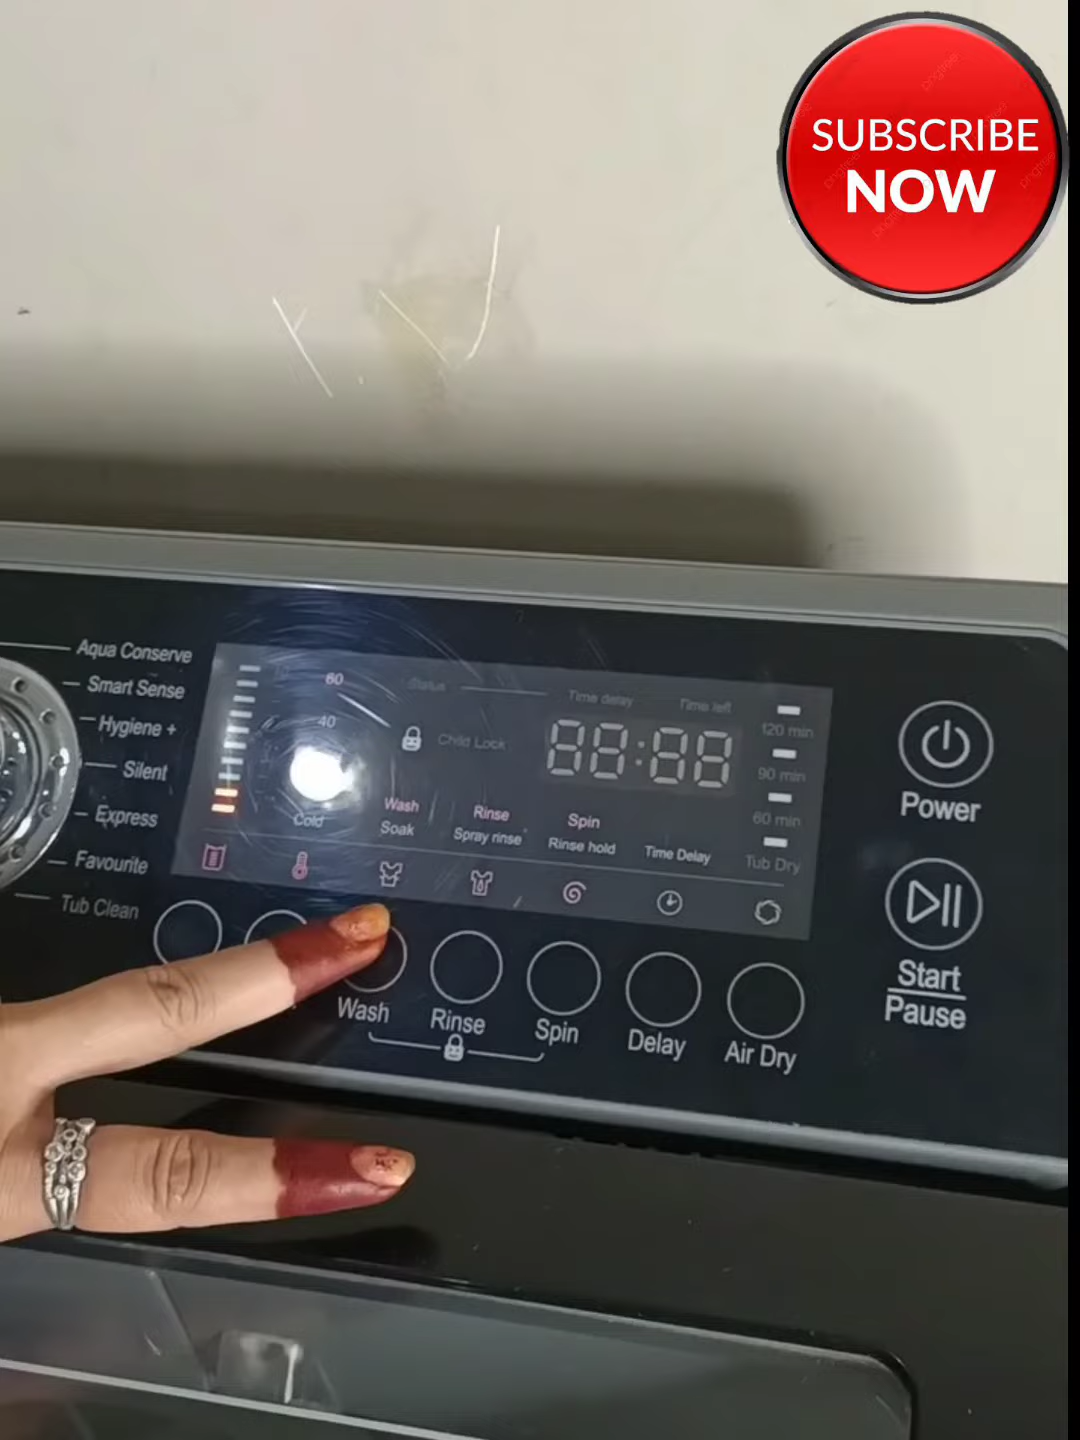 SUBSCRIBE
NOW
Aqua Conserve
Smart Sense
Hygiene +
Silent
Express
Favourite
Tub Clean
60
40
Cold
Status
Child Lock
Time delay
Time left
88:88
Wash
Soak
Rinse
Spray rinse
Spin
Rinse hold
Time Delay
120 min
90 min
60 min
Tub Dry
Wash
Rinse
Spin
Delay
Air Dry
Power
Start
Pause